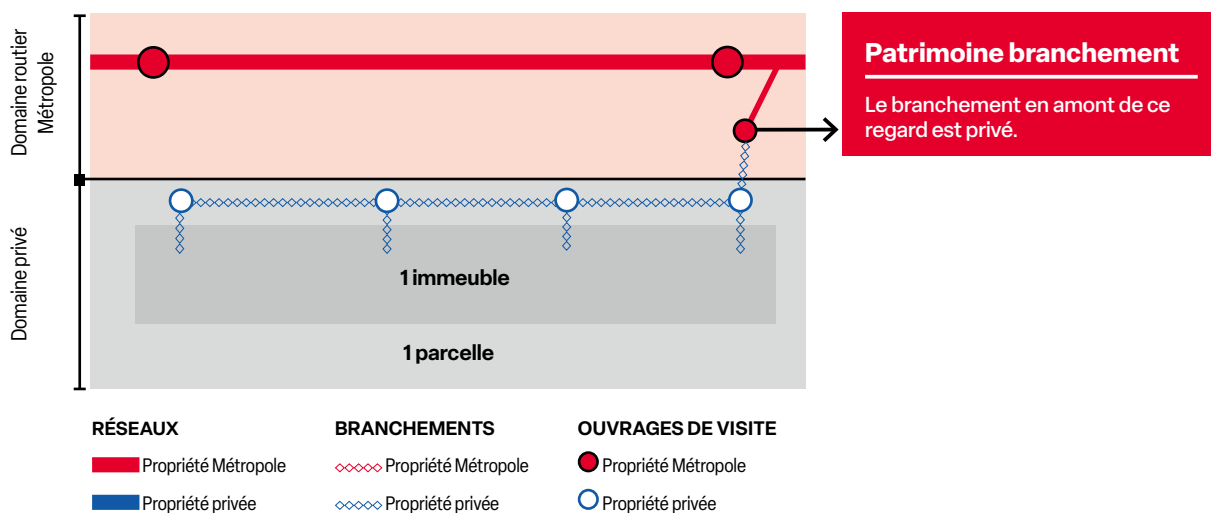 Domaine routier
Métropole
Patrimoine branchement
Le branchement en amont de ce
regard est privé.
Domaine privé
1 immeuble
1 parcelle
RÉSEAUX
Propriété Métropole
Propriété privée
BRANCHEMENTS
Propriété Métropole
Propriété privée
OUVRAGES DE VISITE
Propriété Métropole
Propriété privée